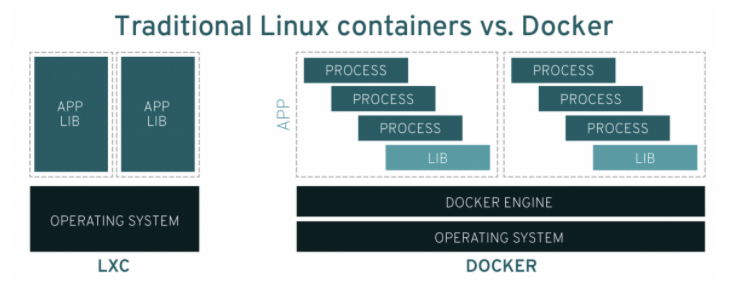 Traditional Linux containers vs. Docker
APP
LIB
APP
LIB
OPERATING SYSTEM
LXC
APP
PROCESS
PROCESS
PROCESS
LIB
PROCESS
PROCESS
PROCESS
LIB
DOCKER ENGINE
OPERATING SYSTEM
DOCKER